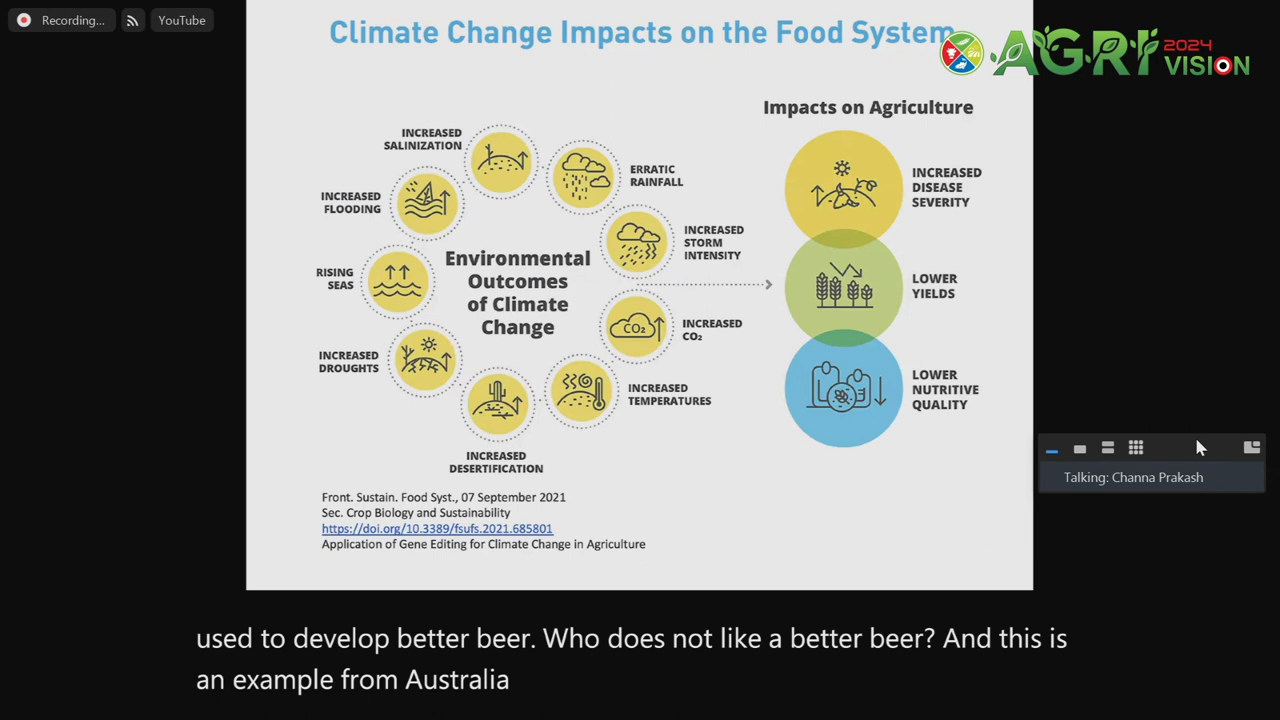 Recording...
YouTube
Climate Change Impacts on the Food System
AGRI
2024
VISION
Impacts on Agriculture
INCREASED
SALINIZATION
ERRATIC
RAINFALL
INCREASED
FLOODING
INCREASED
STORM
INTENSITY
Environmental
Outcomes
of Climate
Change
RISING
SEAS
CO₂
INCREASED
CO₂
INCREASED
DROUGHTS
INCREASED
TEMPERATURES
INCREASED
DESERTIFICATION
INCREASED
DISEASE
SEVERITY
LOWER
YIELDS
LOWER
NUTRITIVE
QUALITY
Talking: Channa Prakash
Front. Sustain. Food Syst., 07 September 2021
Sec. Crop Biology and Sustainability
https://doi.org/10.3389/fsufs.2021.685801
Application of Gene Editing for Climate Change in Agriculture
used to develop better beer. Who does not like a better beer? And this is
an example from Australia